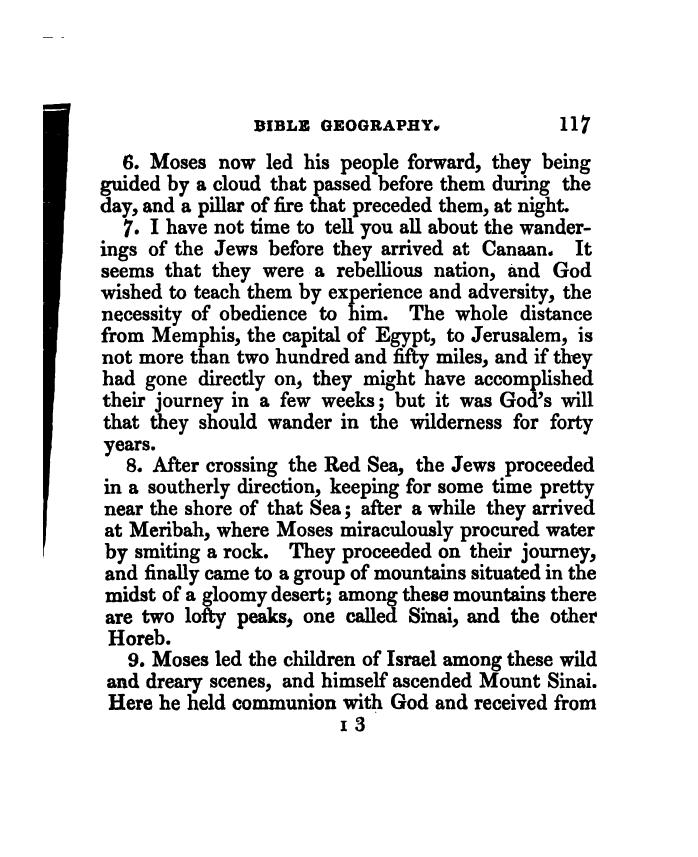 BIBLE GEOGRAPHY. 117
6. Moses now led his people forward, they being
guided by a cloud that passed before them during the
day, and a pillar of fire that preceded them, at night.
7. I have not time to tell you all about the wander-
ings of the Jews before they arrived at Canaan. It
seems that they were a rebellious nation, and God
wished to teach them by experience and adversity, the
necessity of obedience to him. The whole distance
from Memphis, the capital of Egypt, to Jerusalem, is
not more than two hundred and fifty miles, and if they
had gone directly on, they might have accomplished
their journey in a few weeks; but it was God's will
that they should wander in the wilderness for forty
years.
8. After crossing the Red Sea, the Jews proceeded
in a southerly direction, keeping for some time pretty
near the shore of that Sea; after a while they arrived
at Meribah, where Moses miraculously procured water
by smiting a rock. They proceeded on their journey,
and finally came to a group of mountains situated in the
midst of a gloomy desert; among these mountains there
are two lofty peaks, one called Sinai, and the other
Horeb.
9. Moses led the children of Israel among these wild
and dreary scenes, and himself ascended Mount Sinai.
Here he held communion with God and received from
I 3